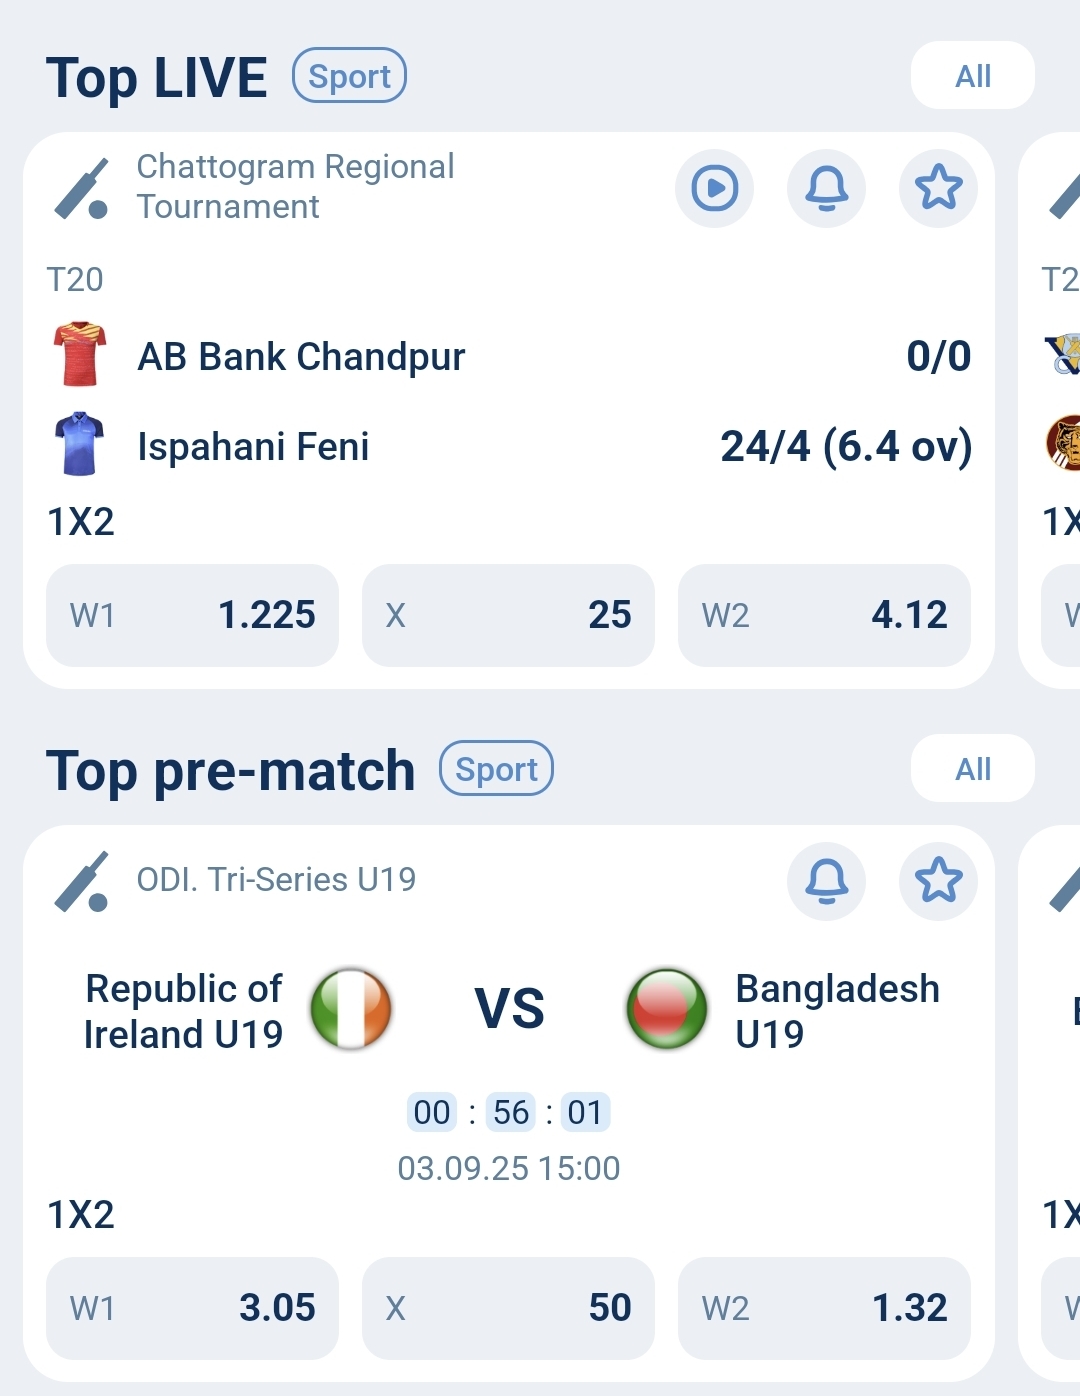 Top LIVE Sport All
Chattogram Regional
Tournament
T20
AB Bank Chandpur 0/0
Ispahani Feni 24/4 (6.4 ov)
1X2
W1 1.225 X 25 W2 4.12
Top pre-match Sport All
ODI. Tri-Series U19
Republic of
Ireland U19
VS
Bangladesh
U19
00 : 56 : 01
03.09.25 15:00
1X2
W1 3.05 X 50 W2 1.32